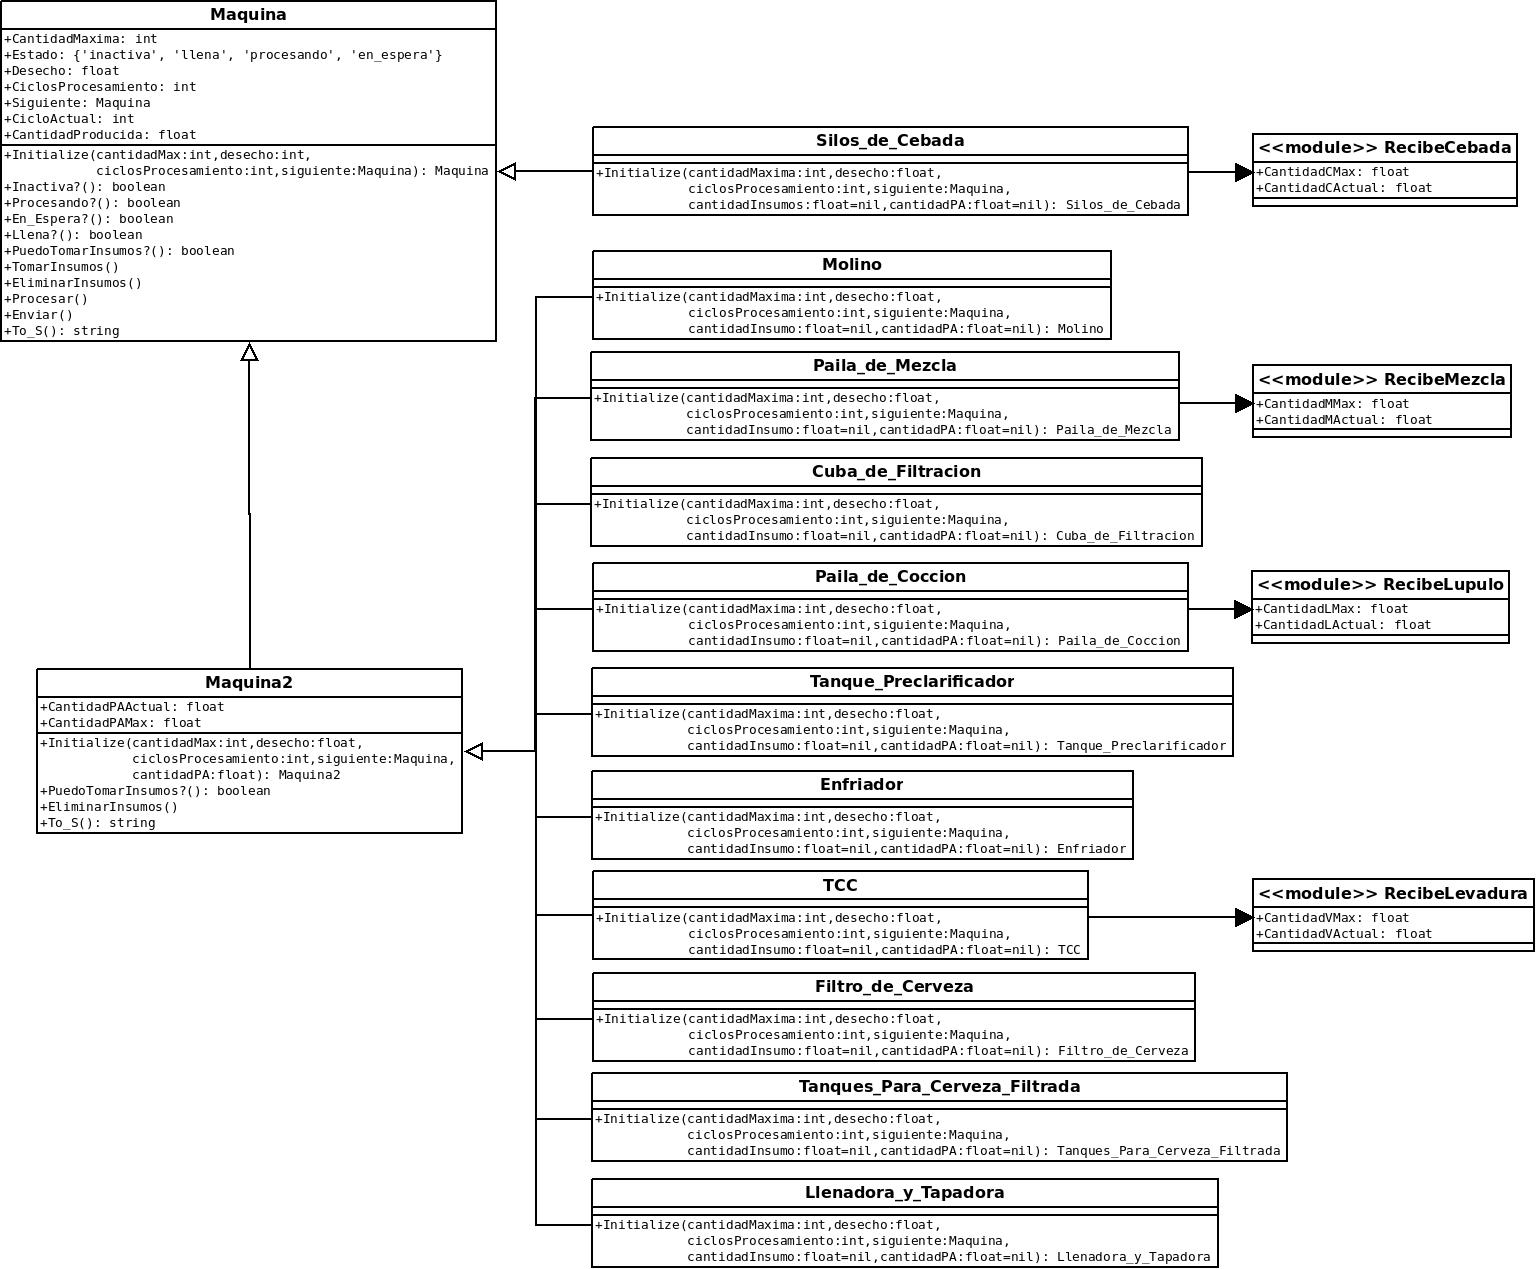 Maquina
+CantidadMaxima: int
+Estado: {'inactiva', 'llena', 'procesando', 'en_espera'}
+Desecho: float
+CiclosProcesamiento: int
+Siguiente: Maquina
+CicloActual: int
+CantidadProducida: float
+Initialize(cantidadMax:int,desecho:int,
ciclosProcesamiento:int,siguiente:Maquina): Maquina
+Inactiva?(): boolean
+Procesando?(): boolean
+En_Espera?(): boolean
+Llena?(): boolean
+PuedoTomarInsumos?(): boolean
+TomarInsumos()
+EliminarInsumos()
+Procesar()
+Enviar()
+To_S(): string
Maquina2
+CantidadPAActual: float
+CantidadPAMax: float
+Initialize(cantidadMax:int,desecho:float,
ciclosProcesamiento:int,siguiente:Maquina,
cantidadPA:float): Maquina2
+PuedoTomarInsumos?(): boolean
+EliminarInsumos()
+To_S(): string
Silos_de_Cebada
+Initialize(cantidadMaxima:int,desecho:float,
ciclosProcesamiento:int,siguiente:Maquina,
cantidadInsumos:float=nil,cantidadPA:float=nil): Silos_de_Cebada
<<module>> RecibeCebada
+CantidadCMax: float
+CantidadCActual: float
Molino
+Initialize(cantidadMaxima:int,desecho:float,
ciclosProcesamiento:int,siguiente:Maquina,
cantidadInsumo:float=nil,cantidadPA:float=nil): Molino
Paila_de_Mezcla
+Initialize(cantidadMaxima:int,desecho:float,
ciclosProcesamiento:int,siguiente:Maquina,
cantidadInsumo:float=nil,cantidadPA:float=nil): Paila_de_Mezcla
<<module>> RecibeMezcla
+CantidadMMax: float
+CantidadMActual: float
Cuba_de_Filtracion
+Initialize(cantidadMaxima:int,desecho:float,
ciclosProcesamiento:int,siguiente:Maquina,
cantidadInsumo:float=nil,cantidadPA:float=nil): Cuba_de_Filtracion
Paila_de_Coccion
+Initialize(cantidadMaxima:int,desecho:float,
ciclosProcesamiento:int,siguiente:Maquina,
cantidadInsumo:float=nil,cantidadPA:float=nil): Paila_de_Coccion
<<module>> RecibeLupulo
+CantidadLMax: float
+CantidadLActual: float
Tanque_Preclarificador
+Initialize(cantidadMaxima:int,desecho:float,
ciclosProcesamiento:int,siguiente:Maquina,
cantidadInsumo:float=nil,cantidadPA:float=nil): Tanque_Preclarificador
Enfriador
+Initialize(cantidadMaxima:int,desecho:float,
ciclosProcesamiento:int,siguiente:Maquina,
cantidadInsumo:float=nil,cantidadPA:float=nil): Enfriador
TCC
+Initialize(cantidadMaxima:int,desecho:float,
ciclosProcesamiento:int,siguiente:Maquina,
cantidadInsumo:float=nil,cantidadPA:float=nil): TCC
<<module>> RecibeLevadura
+CantidadVMax: float
+CantidadVActual: float
Filtro_de_Cerveza
+Initialize(cantidadMaxima:int,desecho:float,
ciclosProcesamiento:int,siguiente:Maquina,
cantidadInsumo:float=nil,cantidadPA:float=nil): Filtro_de_Cerveza
Tanques_Para_Cerveza_Filtrada
+Initialize(cantidadMaxima:int,desecho:float,
ciclosProcesamiento:int,siguiente:Maquina,
cantidadInsumo:float=nil,cantidadPA:float=nil): Tanques_Para_Cerveza_Filtrada
Llenadora_y_Tapadora
+Initialize(cantidadMaxima:int,desecho:float,
ciclosProcesamiento:int,siguiente:Maquina,
cantidadInsumo:float=nil,cantidadPA:float=nil): Llenadora_y_Tapadora